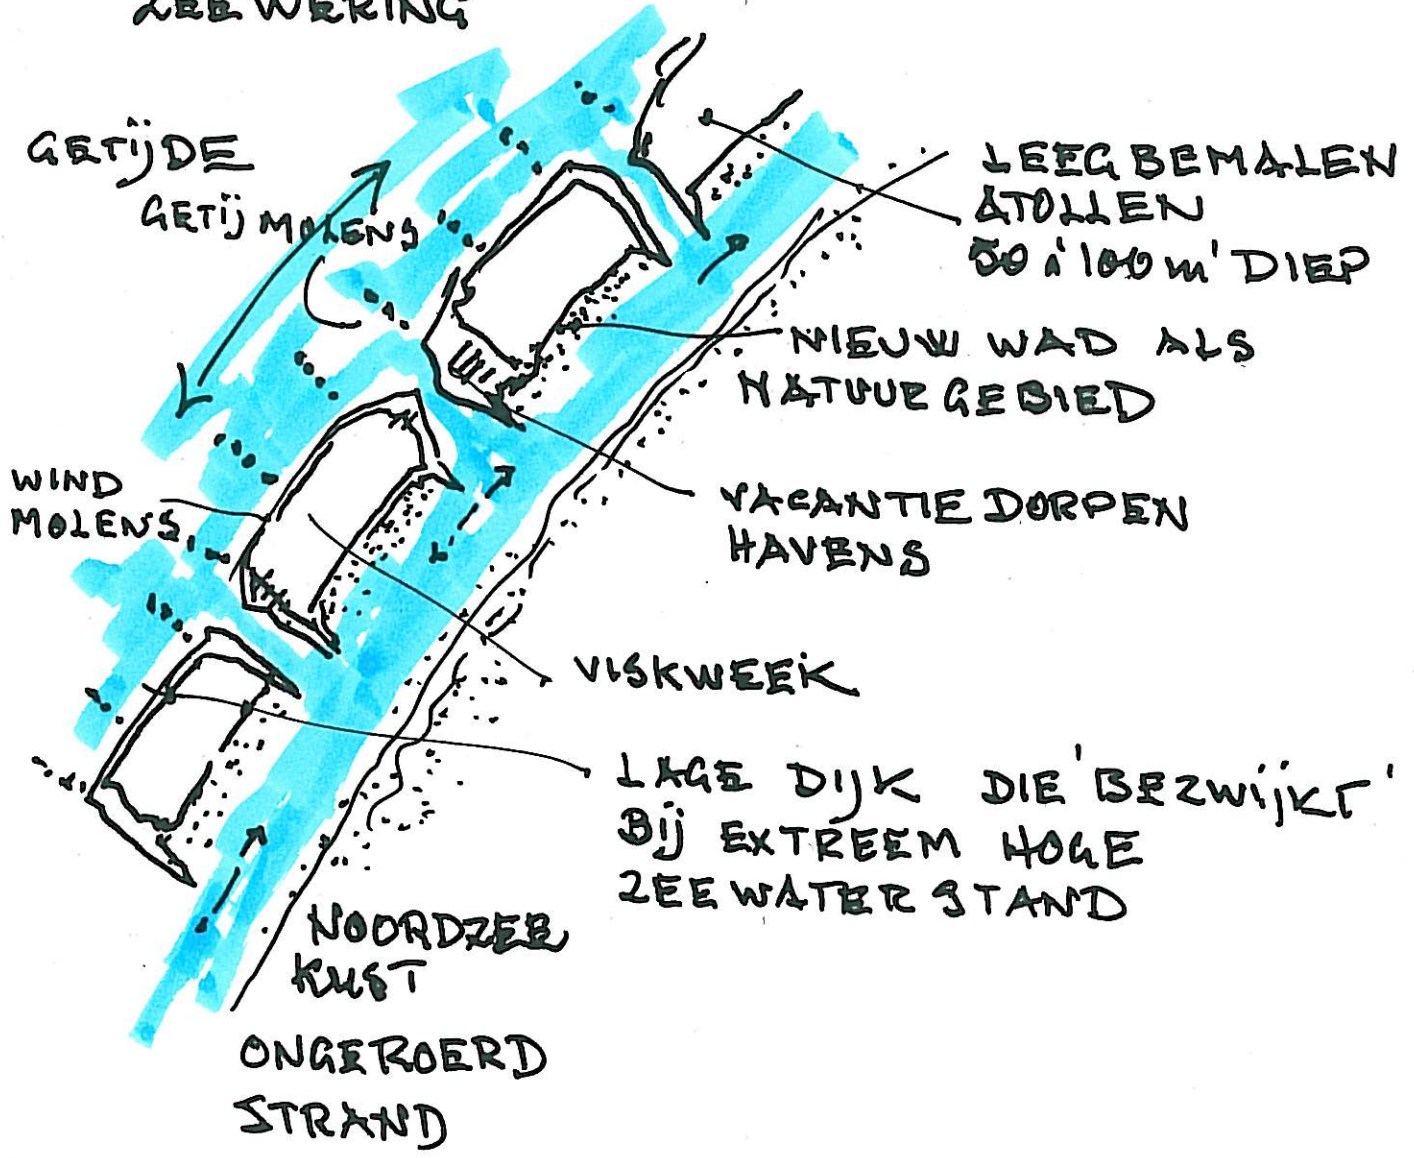 ZEEWERING
GETIJDE
GETIJ MOLENS
LEEGBEMALEN
ATOLLEN
50 à 100 m' DIEP
NIEUW WAD ALS
NATUURGEBIED
WIND
MOLENS
VACANTIE DORPEN
HAVENS
VISKWEEK
LAGE DIJK DIE 'BEZWIJKT'
BIJ EXTREEM HOGE
ZEEWATERSTAND
NOORDZEE
KUST
ONGEROERD
STRAND